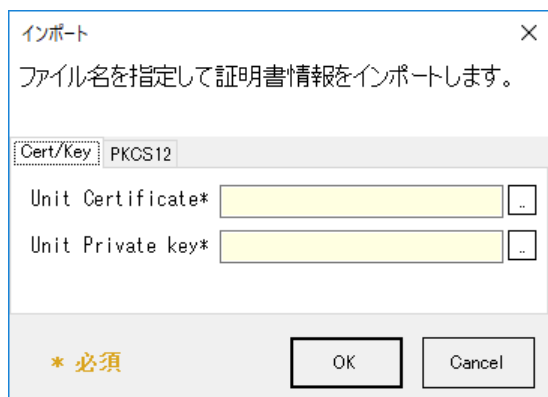 インポート
ファイル名を指定して証明書情報をインポートします。
Cert/Key PKCS12
Unit Certificate* ..
Unit Private key* ..
* 必須 OK Cancel